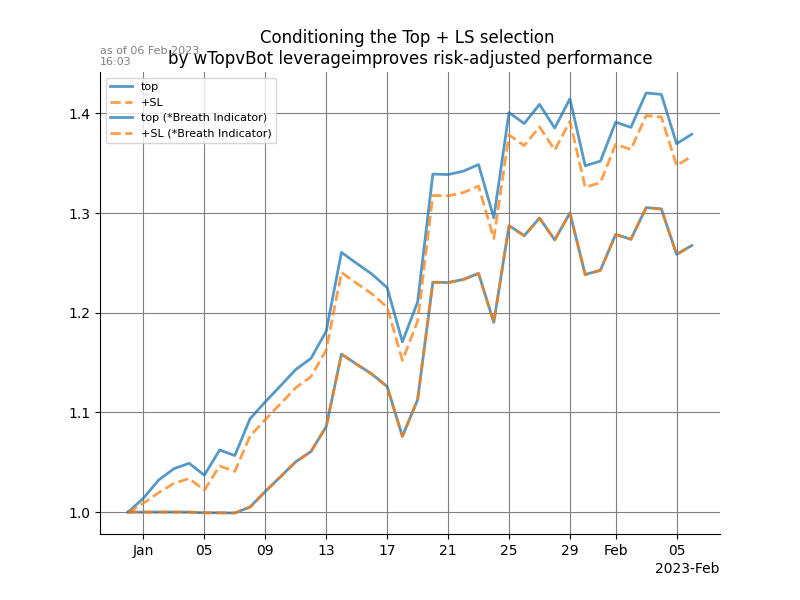 Conditioning the Top + LS selection
by wTopvBot leverageimproves risk-adjusted performance
as of 06 Feb 2023
16:03
top
+SL
top (*Breath Indicator)
+SL (*Breath Indicator)
1.4
1.3
1.2
1.1
1.0
Jan 05 09 13 17 21 25 29 Feb 05
2023-Feb